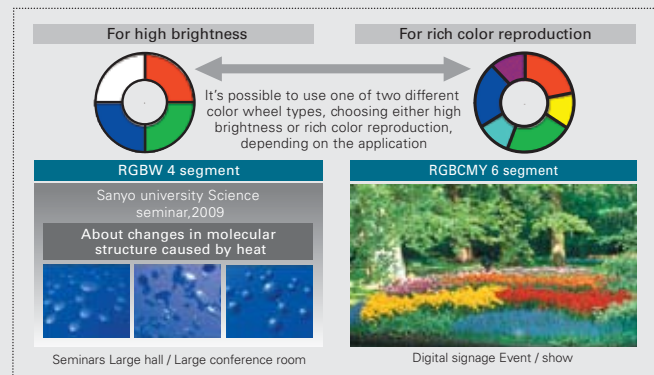 For high brightness
For rich color reproduction
It's possible to use one of two different
color wheel types, choosing either high
brightness or rich color reproduction,
depending on the application
RGBW 4 segment
Sanyo university Science
seminar,2009
About changes in molecular
structure caused by heat
Seminars Large hall / Large conference room
RGBCMY 6 segment
Digital signage Event / show